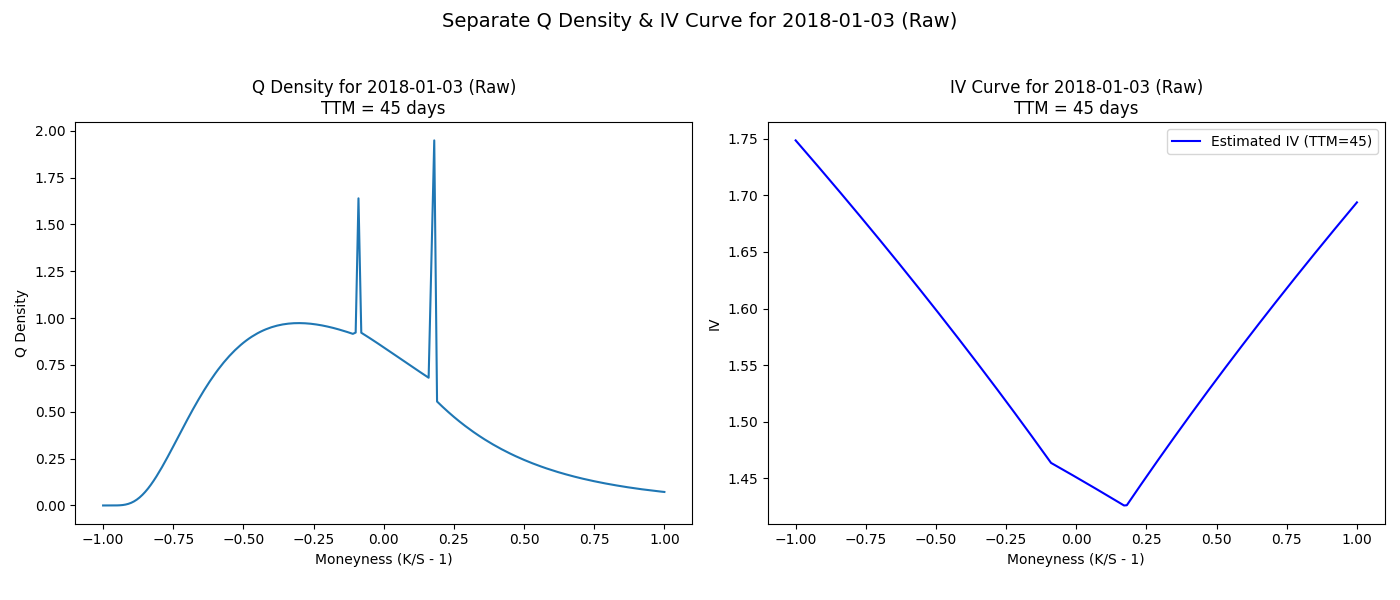 Separate Q Density & IV Curve for 2018-01-03 (Raw)
Q Density for 2018-01-03 (Raw)
TTM = 45 days
2.00
1.75
1.50
1.25
1.00
0.75
0.50
0.25
0.00
Q Density
−1.00 −0.75 −0.50 −0.25 0.00 0.25 0.50 0.75 1.00
Moneyness (K/S - 1)
IV Curve for 2018-01-03 (Raw)
TTM = 45 days
Estimated IV (TTM=45)
1.75
1.70
1.65
1.60
1.55
1.50
1.45
IV
−1.00 −0.75 −0.50 −0.25 0.00 0.25 0.50 0.75 1.00
Moneyness (K/S - 1)